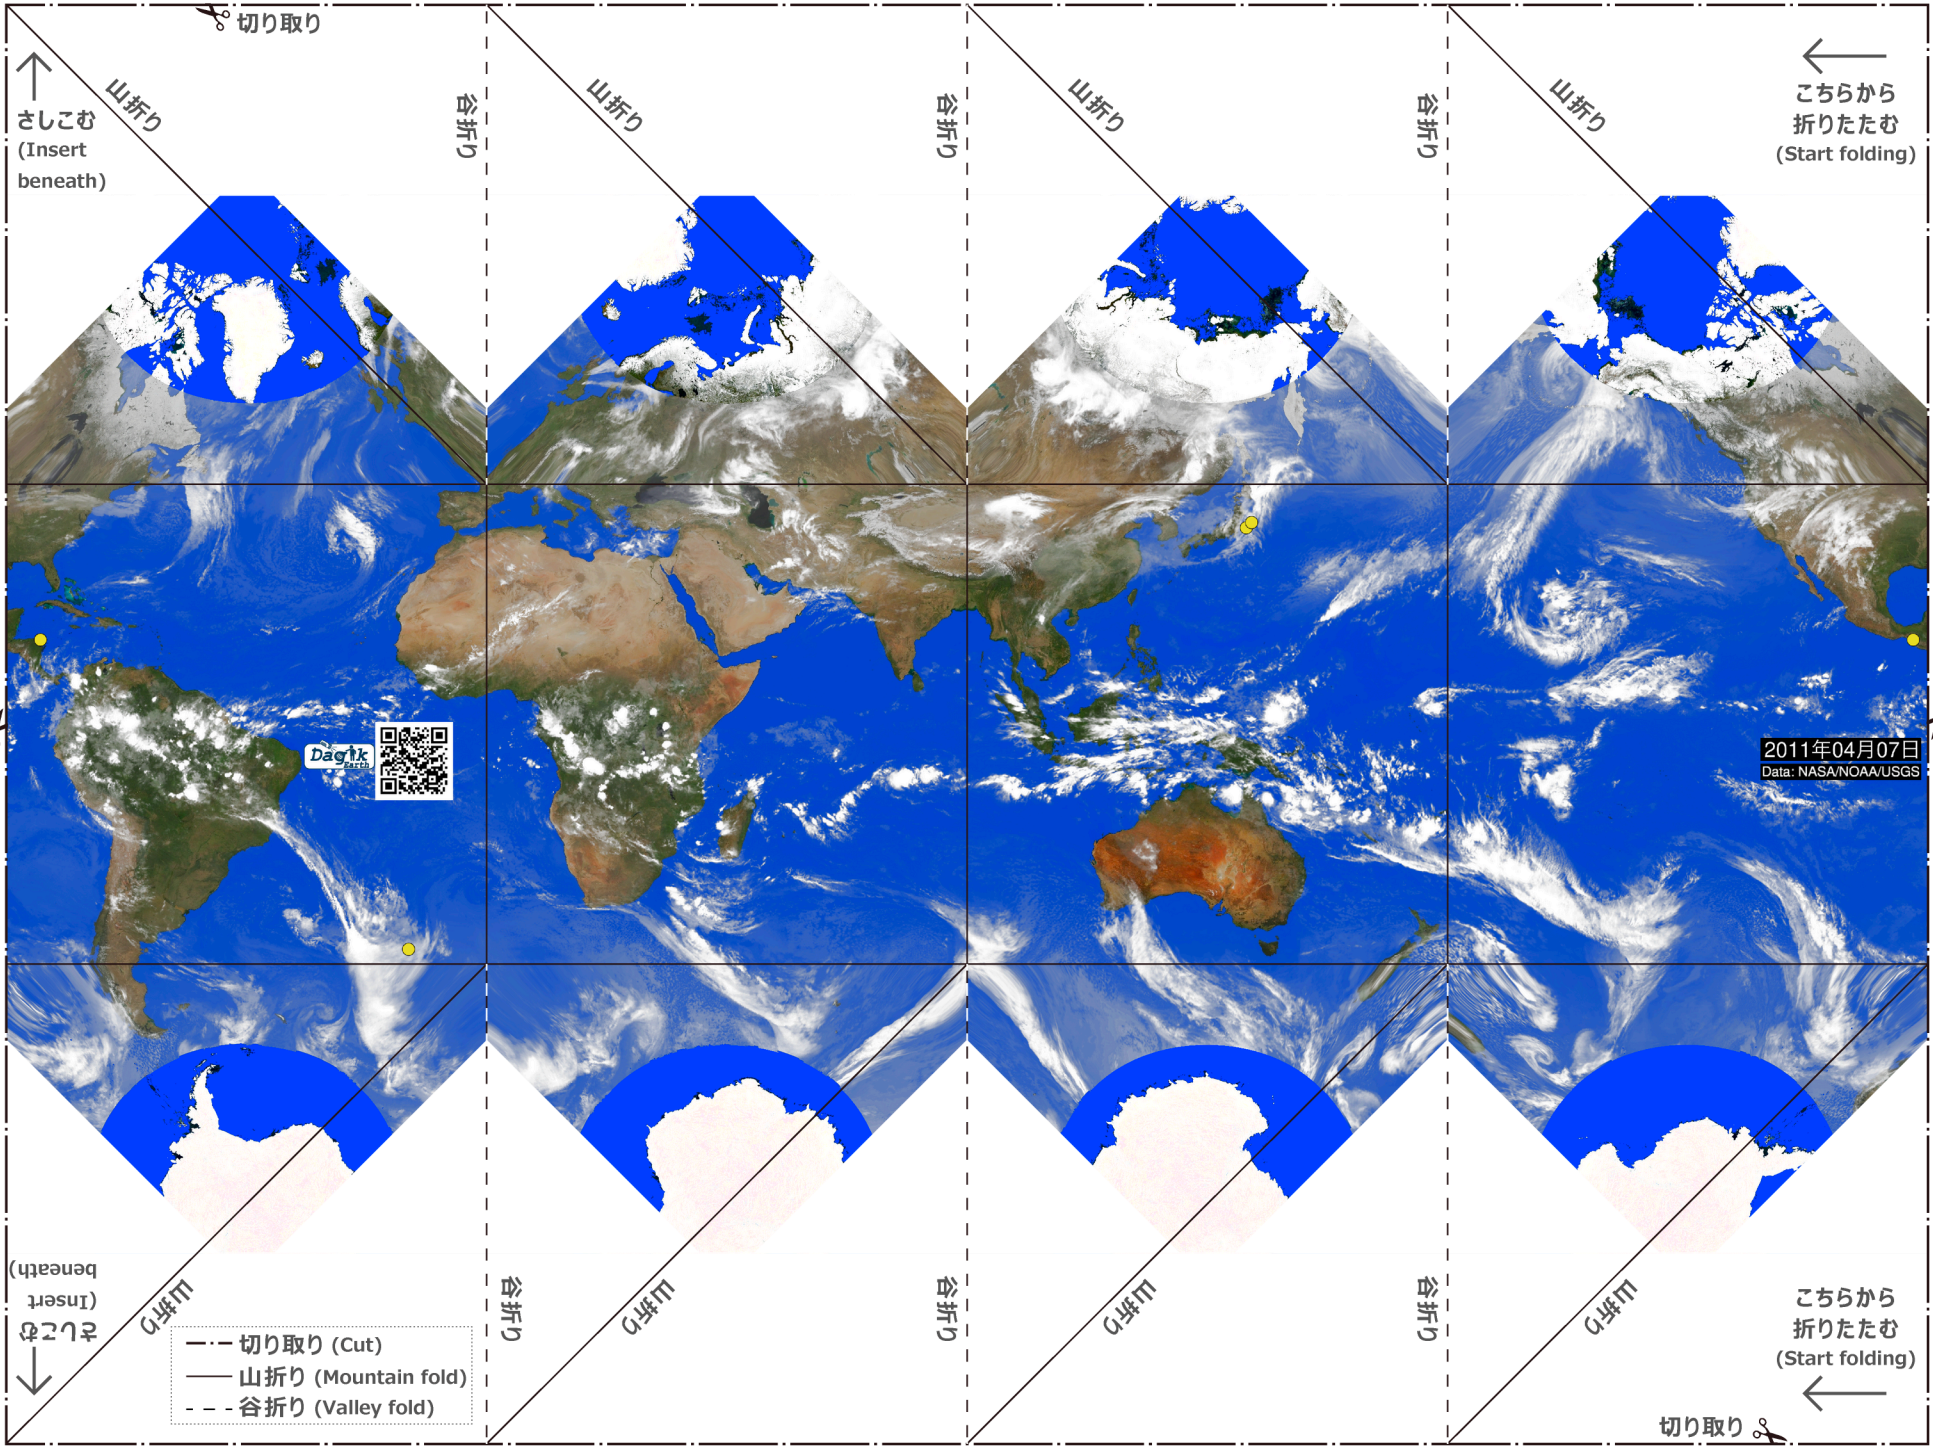 切り取り
山折り
谷折り
山折り
谷折り
山折り
谷折り
山折り
さしこむ
(Insert
beneath)
こちらから
折りたたむ
(Start folding)
Dagik
Earth
2011年04月07日
Data: NASA/NOAA/USGS
さしこむ
(Insert
beneath)
山折り
谷折り
山折り
谷折り
山折り
谷折り
山折り
こちらから
折りたたむ
(Start folding)
切り取り (Cut)
山折り (Mountain fold)
谷折り (Valley fold)
切り取り